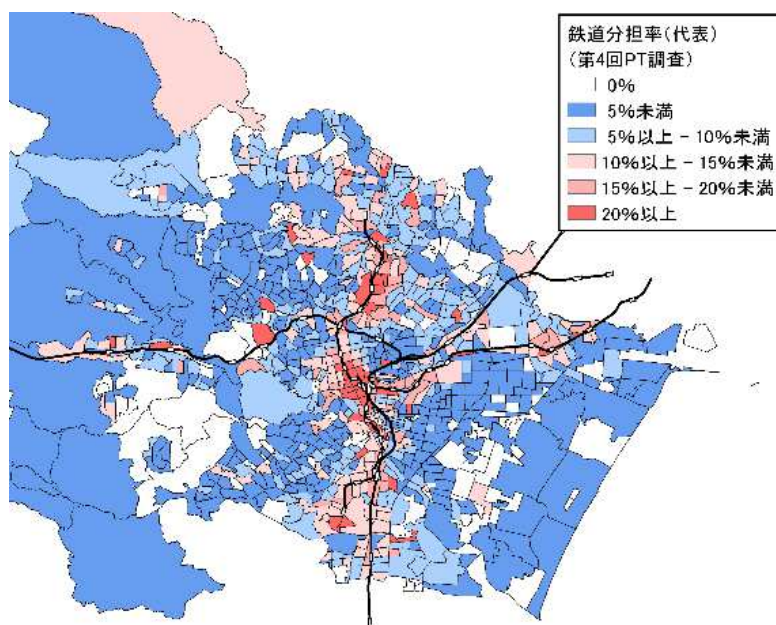 鉄道分担率(代表)
(第4回PT調査)
0%
5%未満
5%以上 - 10%未満
10%以上 - 15%未満
15%以上 - 20%未満
20%以上